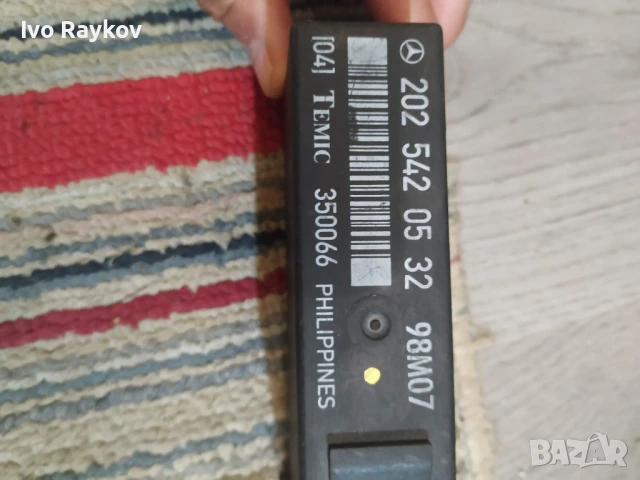 Ivo Raykov
202 542 05 32 98M07
[04] TEMIC 350066 PHILIPPINES
BAZAR